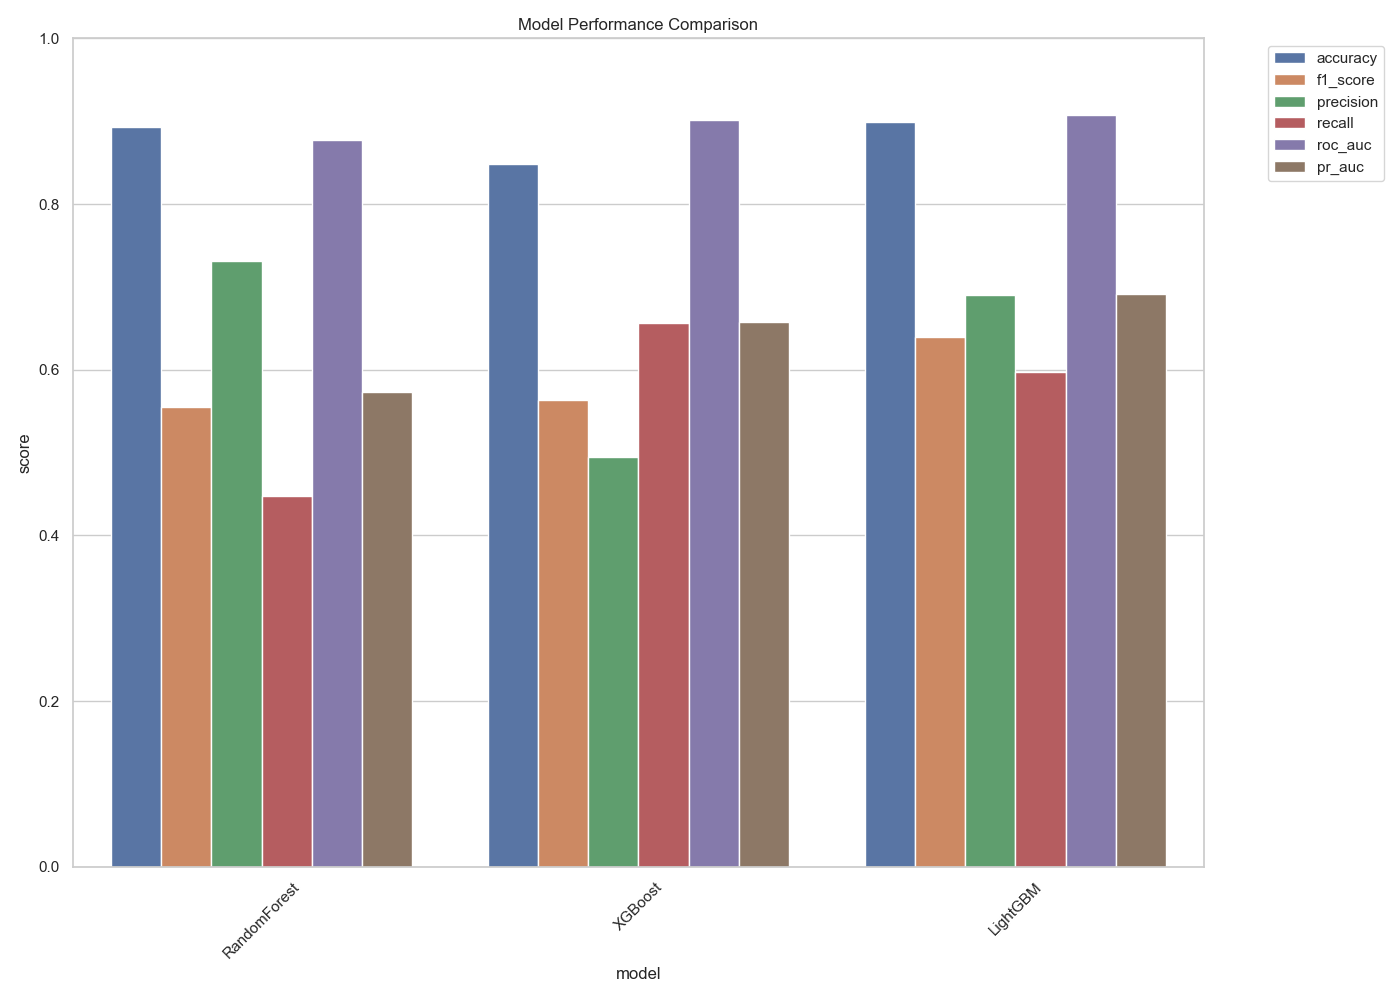 Model Performance Comparison
1.0
0.8
0.6
0.4
0.2
0.0
score
RandomForest
XGBoost
LightGBM
model
accuracy
f1_score
precision
recall
roc_auc
pr_auc